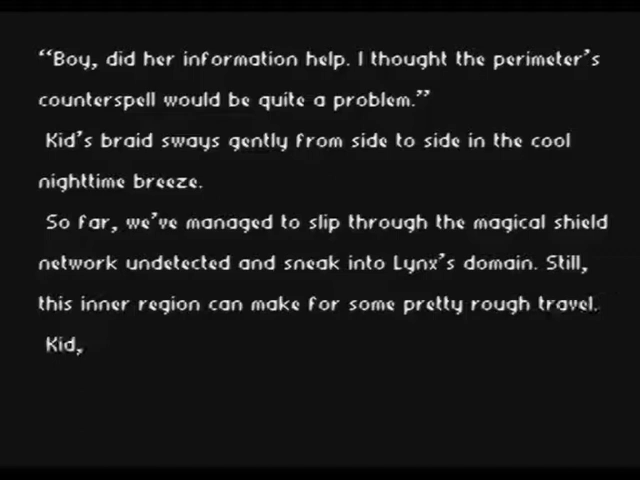 “Boy, did her information help. I thought the perimeter’s
counterspell would be quite a problem.”
Kid’s braid sways gently from side to side in the cool
nighttime breeze.
So far, we’ve managed to slip through the magical shield
network undetected and sneak into Lynx’s domain. Still,
this inner region can make for some pretty rough travel.
Kid,